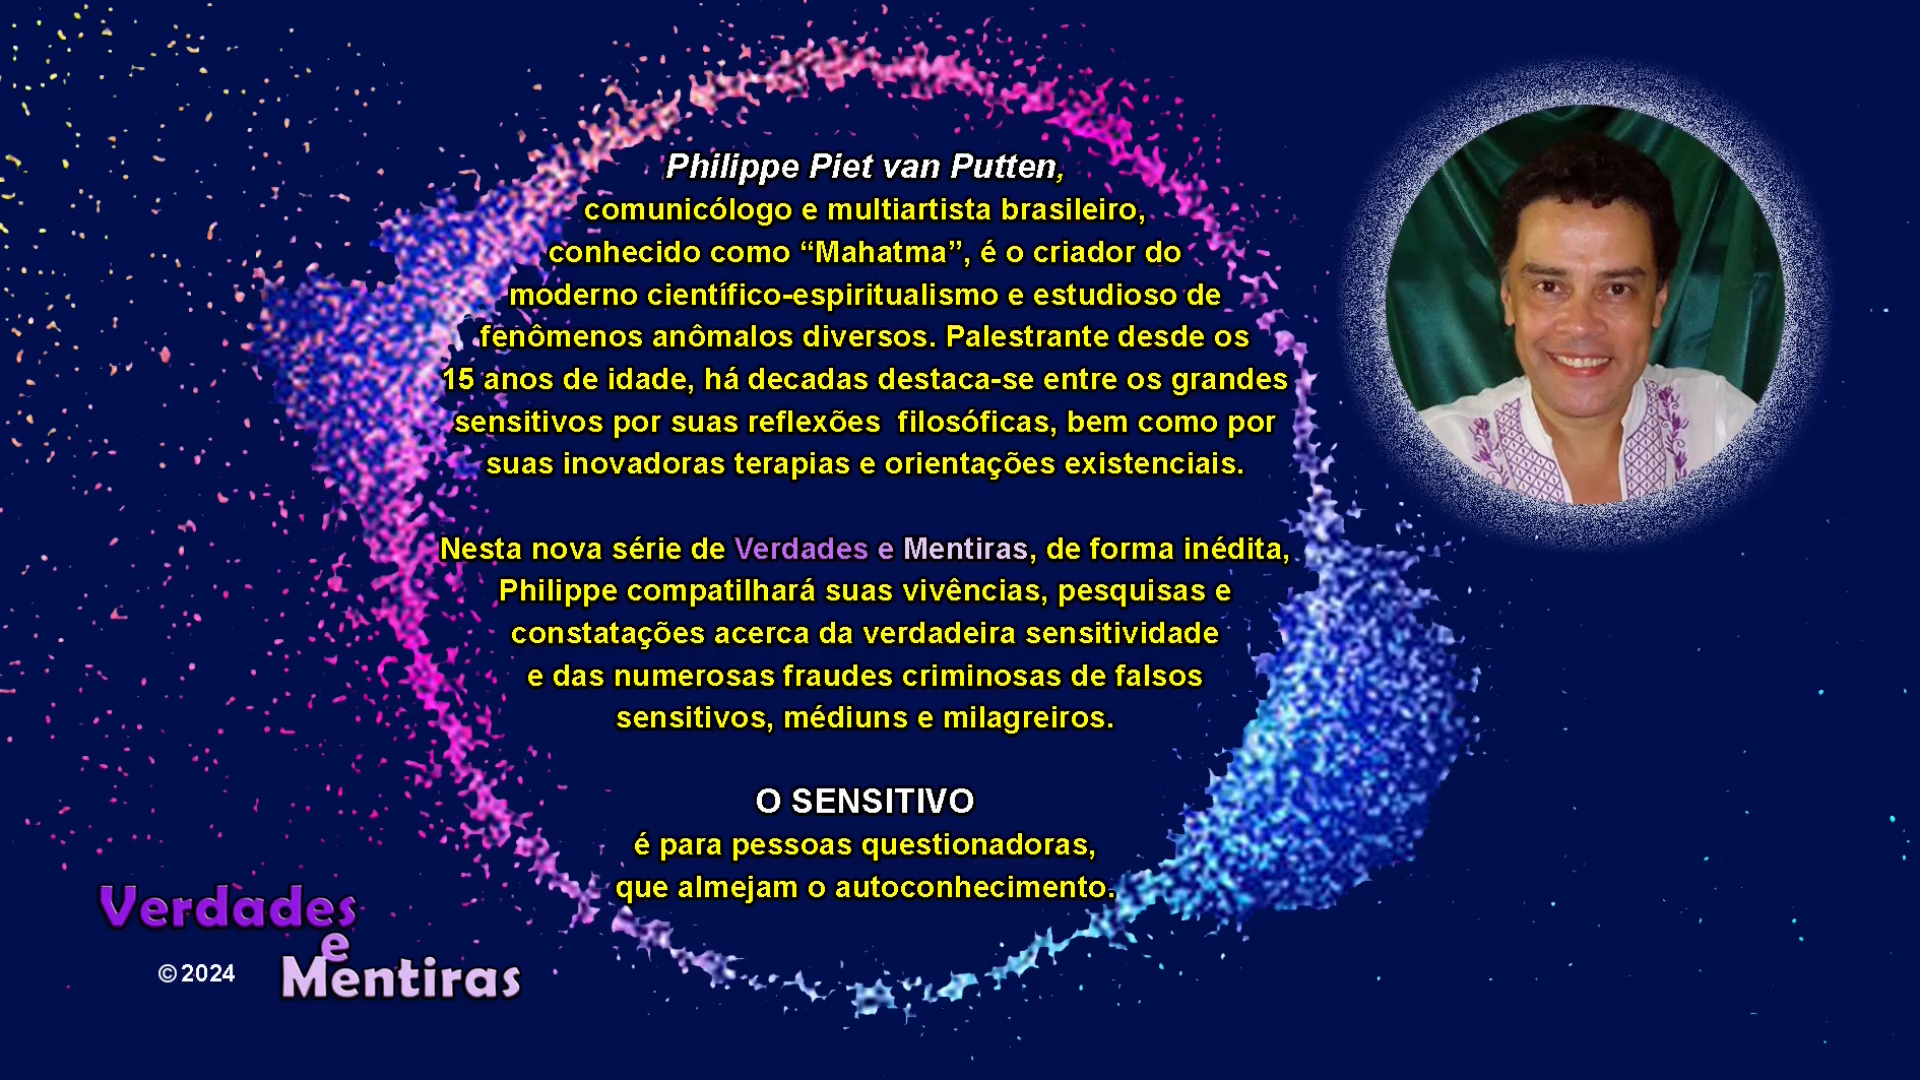 Philippe Piet van Putten,
comunicólogo e multiartista brasileiro,
conhecido como “Mahatma”, é o criador do
moderno científico-espiritualismo e estudioso de
fenômenos anômalos diversos. Palestrante desde os
15 anos de idade, há decadas destaca-se entre os grandes
sensitivos por suas reflexões filosóficas, bem como por
suas inovadoras terapias e orientações existenciais.
Nesta nova série de Verdades e Mentiras, de forma inédita,
Philippe compatilhará suas vivências, pesquisas e
constatações acerca da verdadeira sensitividade
e das numerosas fraudes criminosas de falsos
sensitivos, médiuns e milagreiros.
O SENSITIVO
é para pessoas questionadoras,
que almejam o autoconhecimento.
Verdades
e
Mentiras
© 2024